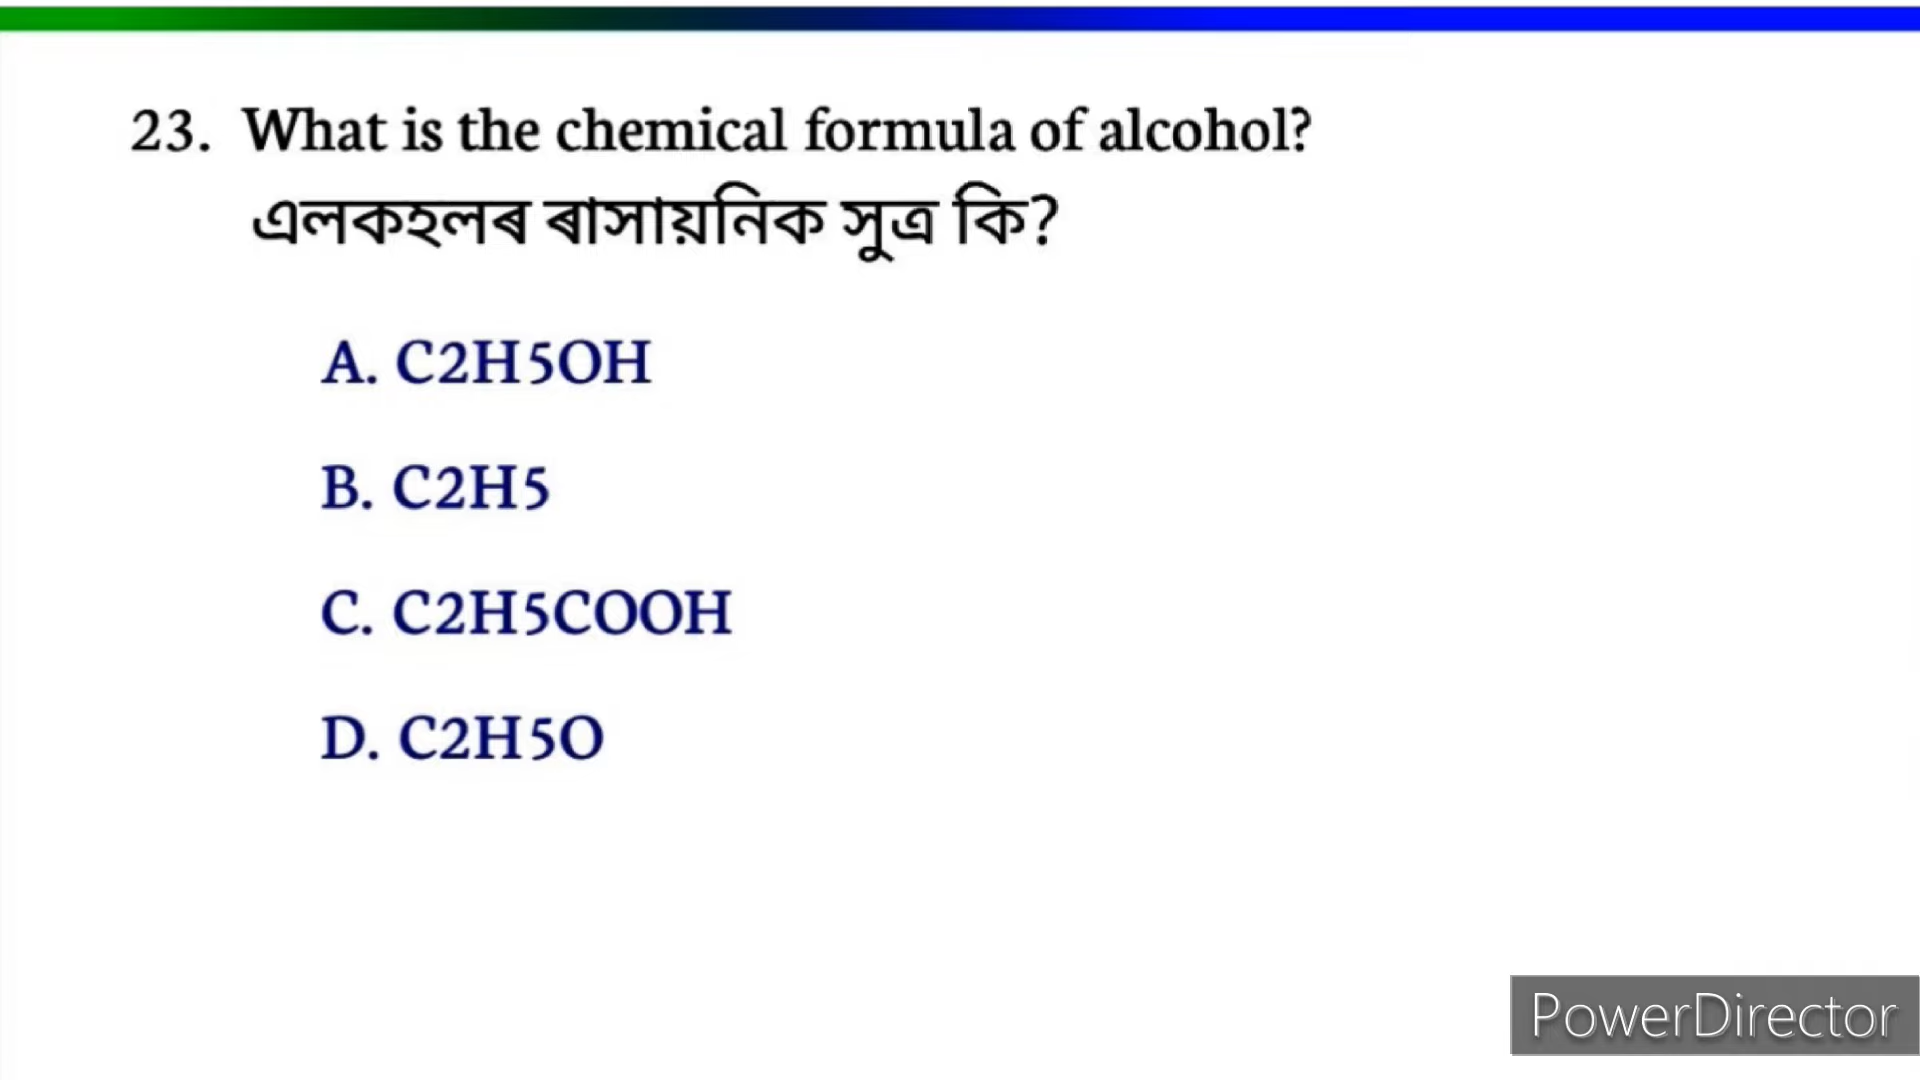 23. What is the chemical formula of alcohol?
এলকহলৰ ৰাসায়নিক সুত্ৰ কি?
A. C2H5OH
B. C2H5
C. C2H5COOH
D. C2H5O
PowerDirector